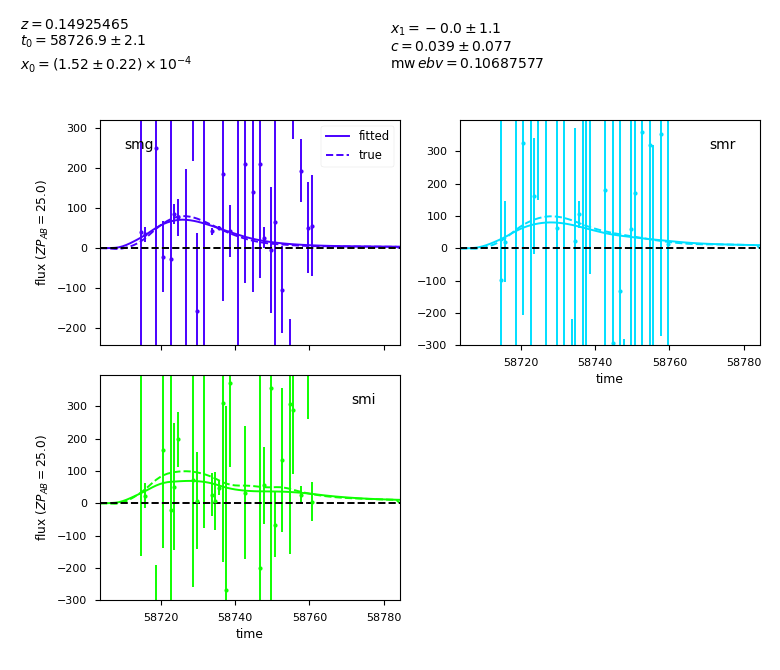 z = 0.14925465
t₀ = 58726.9 ± 2.1
x₀ = (1.52 ± 0.22) × 10⁻⁴
x₁ = −0.0 ± 1.1
c = 0.039 ± 0.077
mwebv = 0.10687577
smg
fitted
true
300
200
100
0
−100
−200
flux (ZP_AB = 25.0)
smr
300
200
100
0
−100
−200
−300
58720 58740 58760 58780
time
smi
300
200
100
0
−100
−200
−300
flux (ZP_AB = 25.0)
58720 58740 58760 58780
time